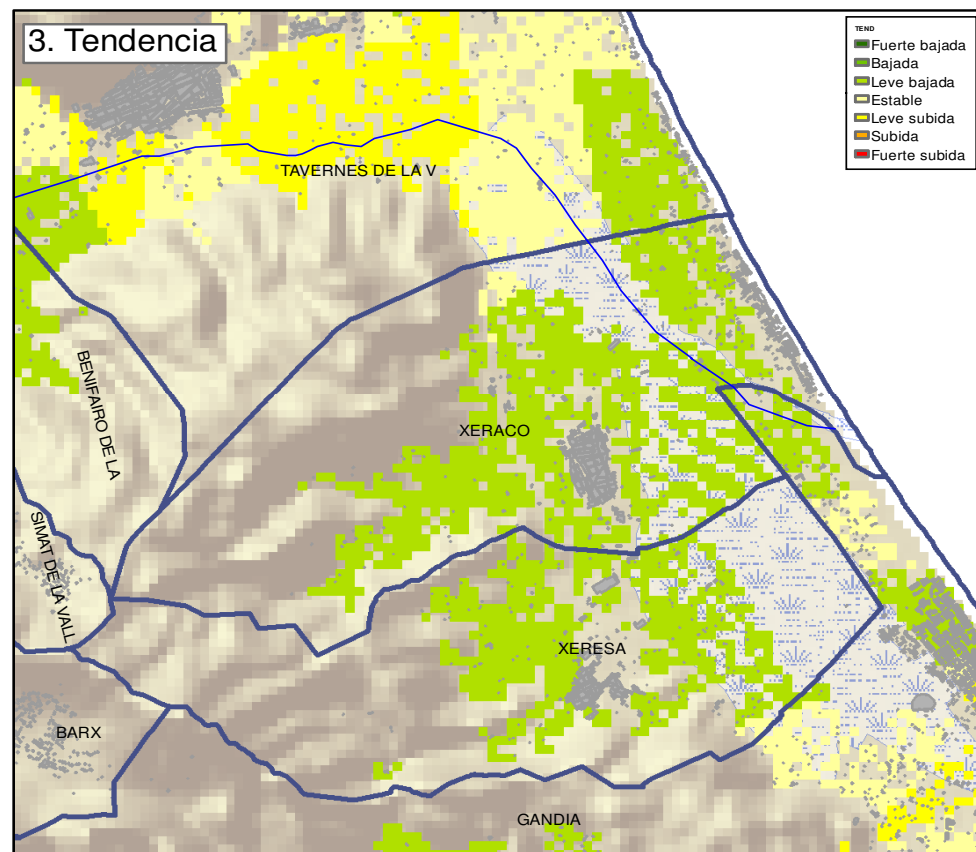 3. Tendencia
TEND
Fuerte bajada
Bajada
Leve bajada
Estable
Leve subida
Subida
Fuerte subida
TAVERNES DE LA V
BENIFAIRO DE LA
XERACO
SIMAT DE LA VALL
XERESA
BARX
GANDIA